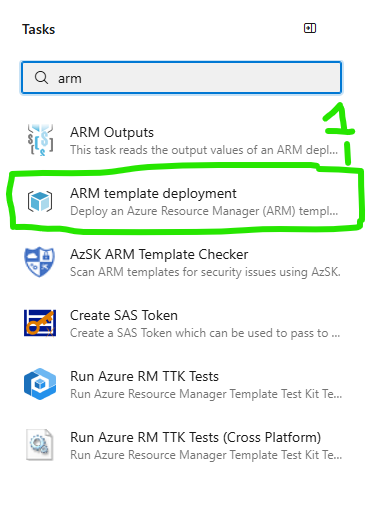 Tasks
arm
1
ARM Outputs
This task reads the output values of an ARM depl...
ARM template deployment
Deploy an Azure Resource Manager (ARM) templ...
AzSK ARM Template Checker
Scan ARM templates for security issues using AzSK.
Create SAS Token
Create a SAS Token which can be used to pass to ...
Run Azure RM TTK Tests
Run Azure Resource Manager Template Test Kit Te...
Run Azure RM TTK Tests (Cross Platform)
Run Azure Resource Manager Template Test Kit Te...